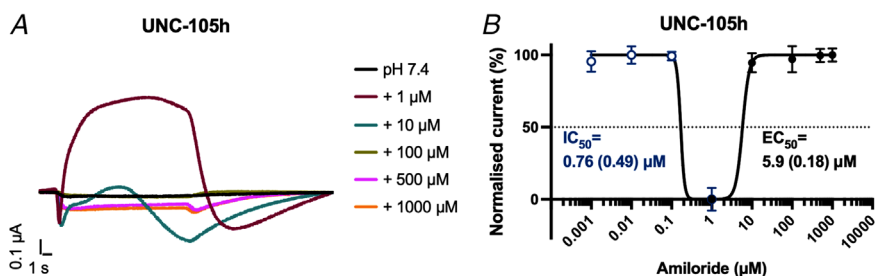 A
UNC-105h
pH 7.4
+ 1 µM
+ 10 µM
+ 100 µM
+ 500 µM
+ 1000 µM
0.1 µA
1 s
B
UNC-105h
Normalised current (%)
100
50
0
IC50=
0.76 (0.49) µM
EC50=
5.9 (0.18) µM
0.001
0.01
0.1
1
10
100
1000
10000
Amiloride (µM)